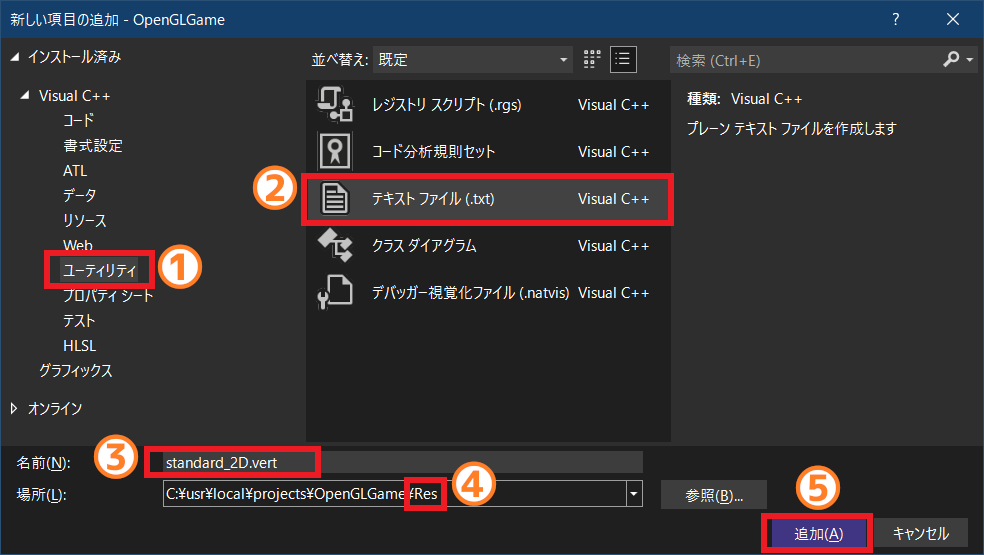 新しい項目の追加 - OpenGLGame ?
インストール済み
Visual C++
コード
書式設定
ATL
データ
リソース
Web
ユーティリティ
プロパティ シート
テスト
HLSL
グラフィックス
オンライン
並べ替え: 既定
検索 (Ctrl+E)
レジストリ スクリプト (.rgs) Visual C++
コード分析規則セット Visual C++
テキスト ファイル (.txt) Visual C++
クラス ダイアグラム Visual C++
デバッガー視覚化ファイル (.natvis) Visual C++
種類: Visual C++
プレーン テキスト ファイルを作成します
①
②
③
名前(N): standard_2D.vert
場所(L): C:¥usr¥local¥projects¥OpenGLGame¥Res
④
参照(B)...
⑤
追加(A)
キャンセル